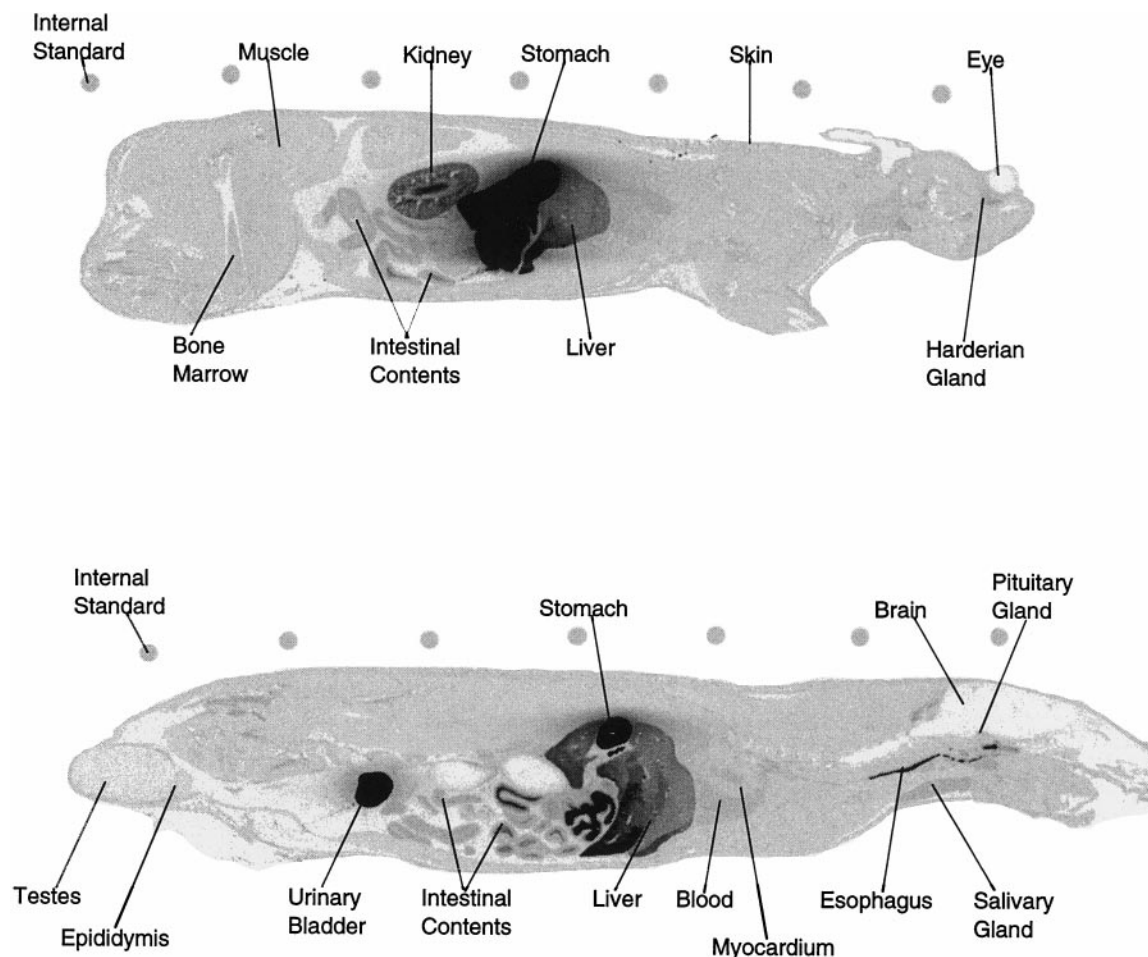 Internal
Standard
Muscle
Kidney
Stomach
Skin
Eye
Bone
Marrow
Intestinal
Contents
Liver
Harderian
Gland
Internal
Standard
Stomach
Brain
Pituitary
Gland
Testes
Epididymis
Urinary
Bladder
Intestinal
Contents
Liver
Blood
Myocardium
Esophagus
Salivary
Gland